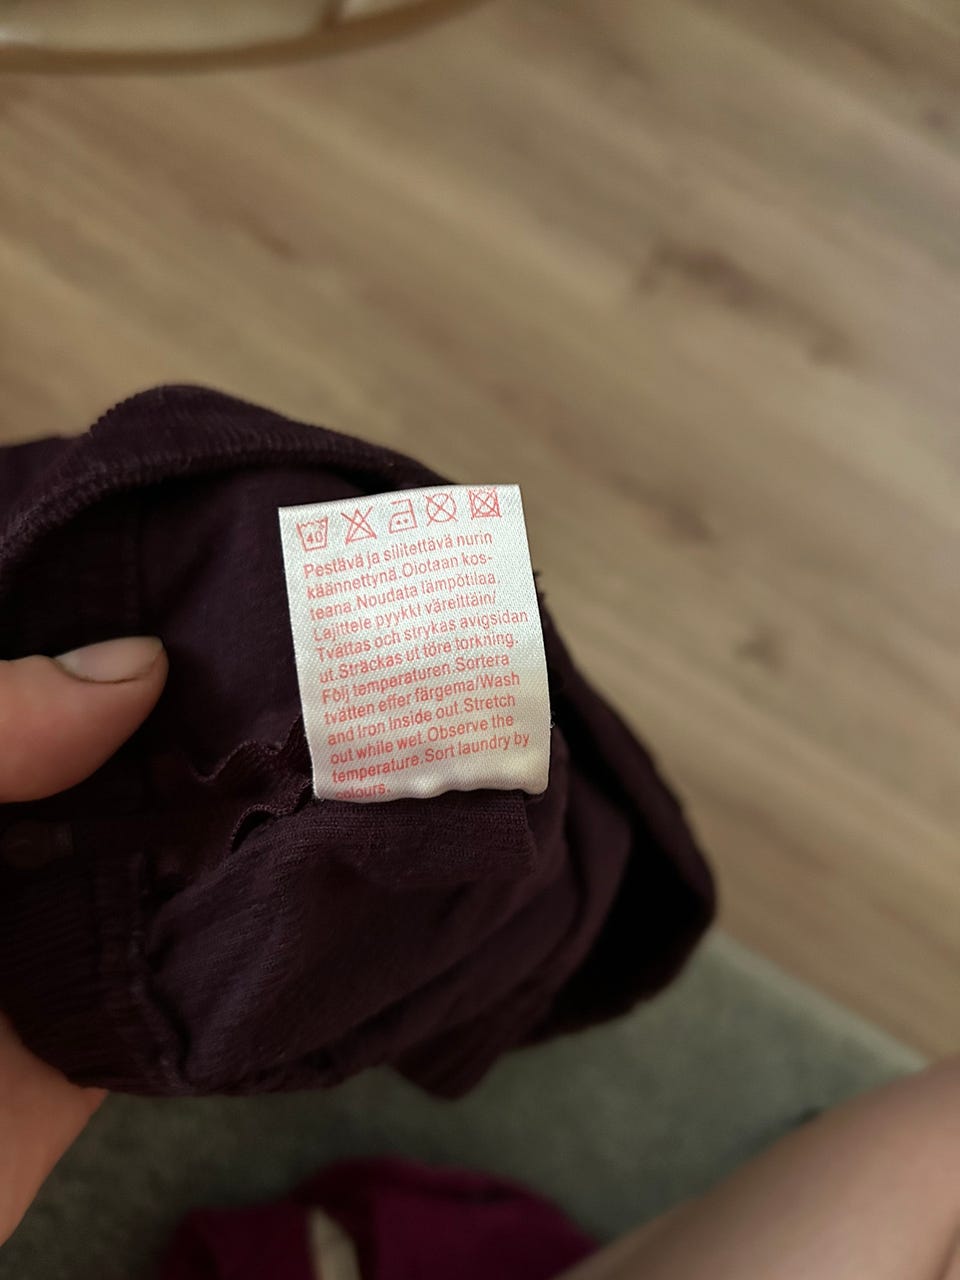 40°
Pestävä ja silitettävä nurin
käännettynä.Oiotaan kos-
teana.Noudata lämpötilaa.
Lajittele pyykki väreittäin/
Tvättas och strykas avigsidan
ut.Sträckas ut före torkning.
Följ temperaturen.Sortera
tvätten efter färgerna/Wash
and Iron Inside out.Stretch
out while wet.Observe the
temperature.Sort laundry by
colours.